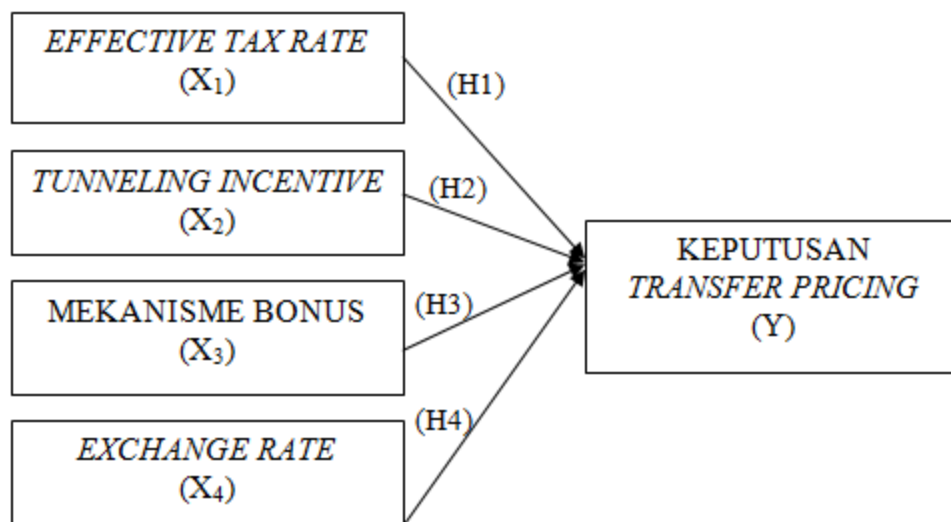 EFFECTIVE TAX RATE
(X₁)
(H1)
TUNNELING INCENTIVE
(X₂)
(H2)
MEKANISME BONUS
(X₃)
(H3)
EXCHANGE RATE
(X₄)
(H4)
KEPUTUSAN
TRANSFER PRICING
(Y)